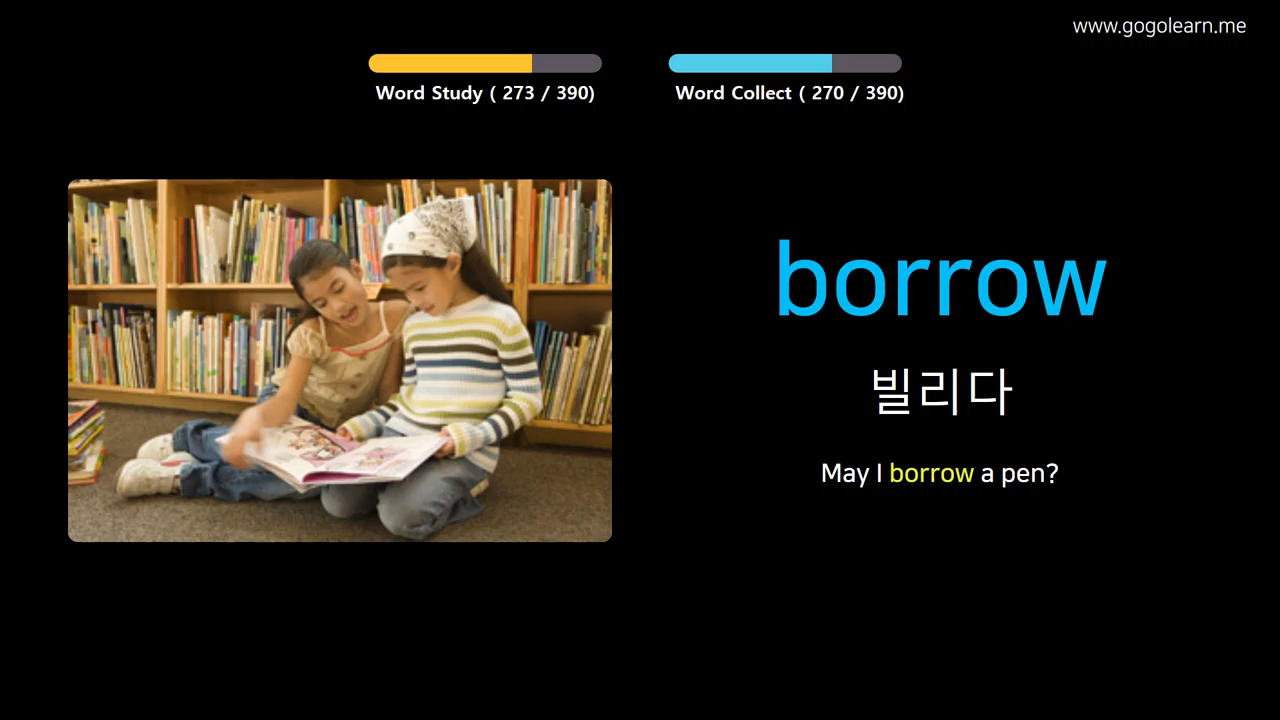 www.gogolearn.me
Word Study ( 273 / 390)
Word Collect ( 270 / 390)
borrow
빌리다
May I borrow a pen?